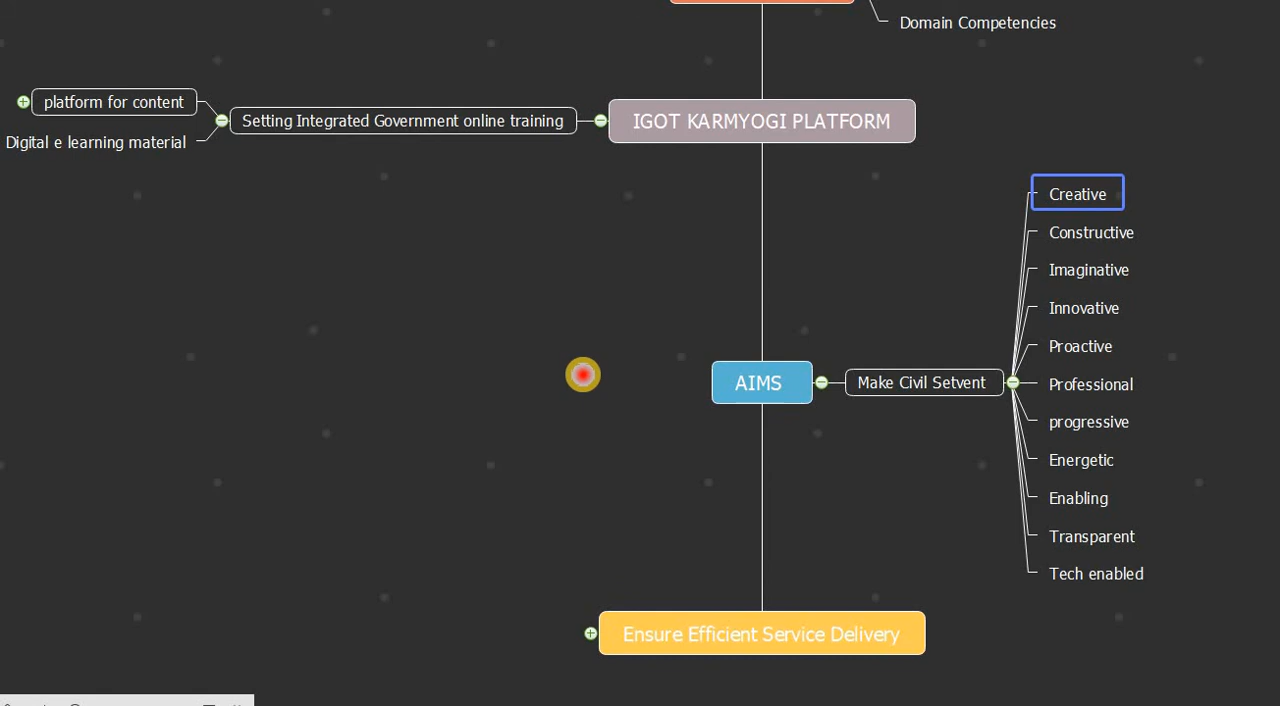 Domain Competencies
platform for content
Setting Integrated Government online training
IGOT KARMYOGI PLATFORM
Digital e learning material
Creative
Constructive
Imaginative
Innovative
Proactive
AIMS
Make Civil Setvent
Professional
progressive
Energetic
Enabling
Transparent
Tech enabled
Ensure Efficient Service Delivery